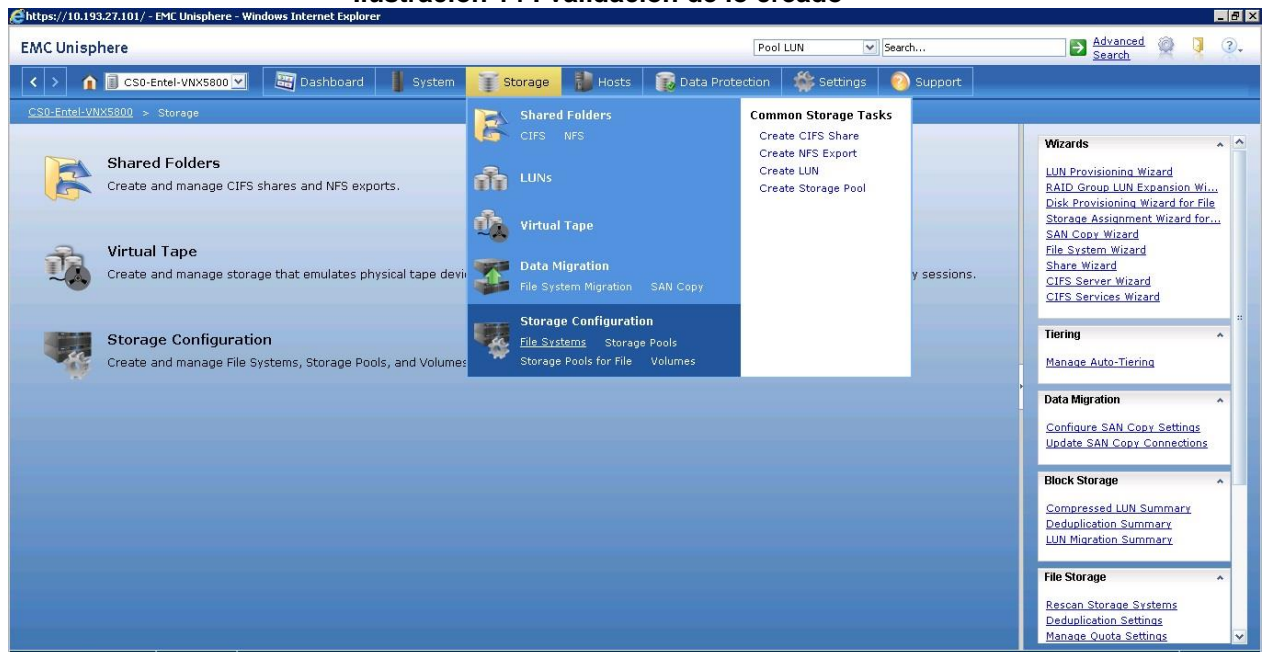 https://10.193.27.101/ - EMC Unisphere - Windows Internet Explorer
EMC Unisphere
Pool LUN
Search...
Advanced
Search
CS0-Entel-VNX5800
Dashboard
System
Storage
Hosts
Data Protection
Settings
Support
CS0-Entel-VNX5800 > Storage
Shared Folders
Create and manage CIFS shares and NFS exports.
Virtual Tape
Create and manage storage that emulates physical tape
y sessions.
Storage Configuration
Create and manage File Systems, Storage Pools, and Volumes
Shared Folders
CIFS NFS
LUNs
Virtual Tape
Data Migration
File System Migration SAN Copy
Storage Configuration
File Systems Storage Pools
Storage Pools for File Volumes
Common Storage Tasks
Create CIFS Share
Create NFS Export
Create LUN
Create Storage Pool
Wizards
LUN Provisioning Wizard
RAID Group LUN Expansion Wi...
Disk Provisioning Wizard for File
Storage Assignment Wizard for...
SAN Copy Wizard
File System Wizard
Share Wizard
CIFS Server Wizard
CIFS Services Wizard
Tiering
Manage Auto-Tiering
Data Migration
Configure SAN Copy Settings
Update SAN Copy Connections
Block Storage
Compressed LUN Summary
Deduplication Summary
LUN Migration Summary
File Storage
Rescan Storage Systems
Deduplication Settings
Manage Quota Settings